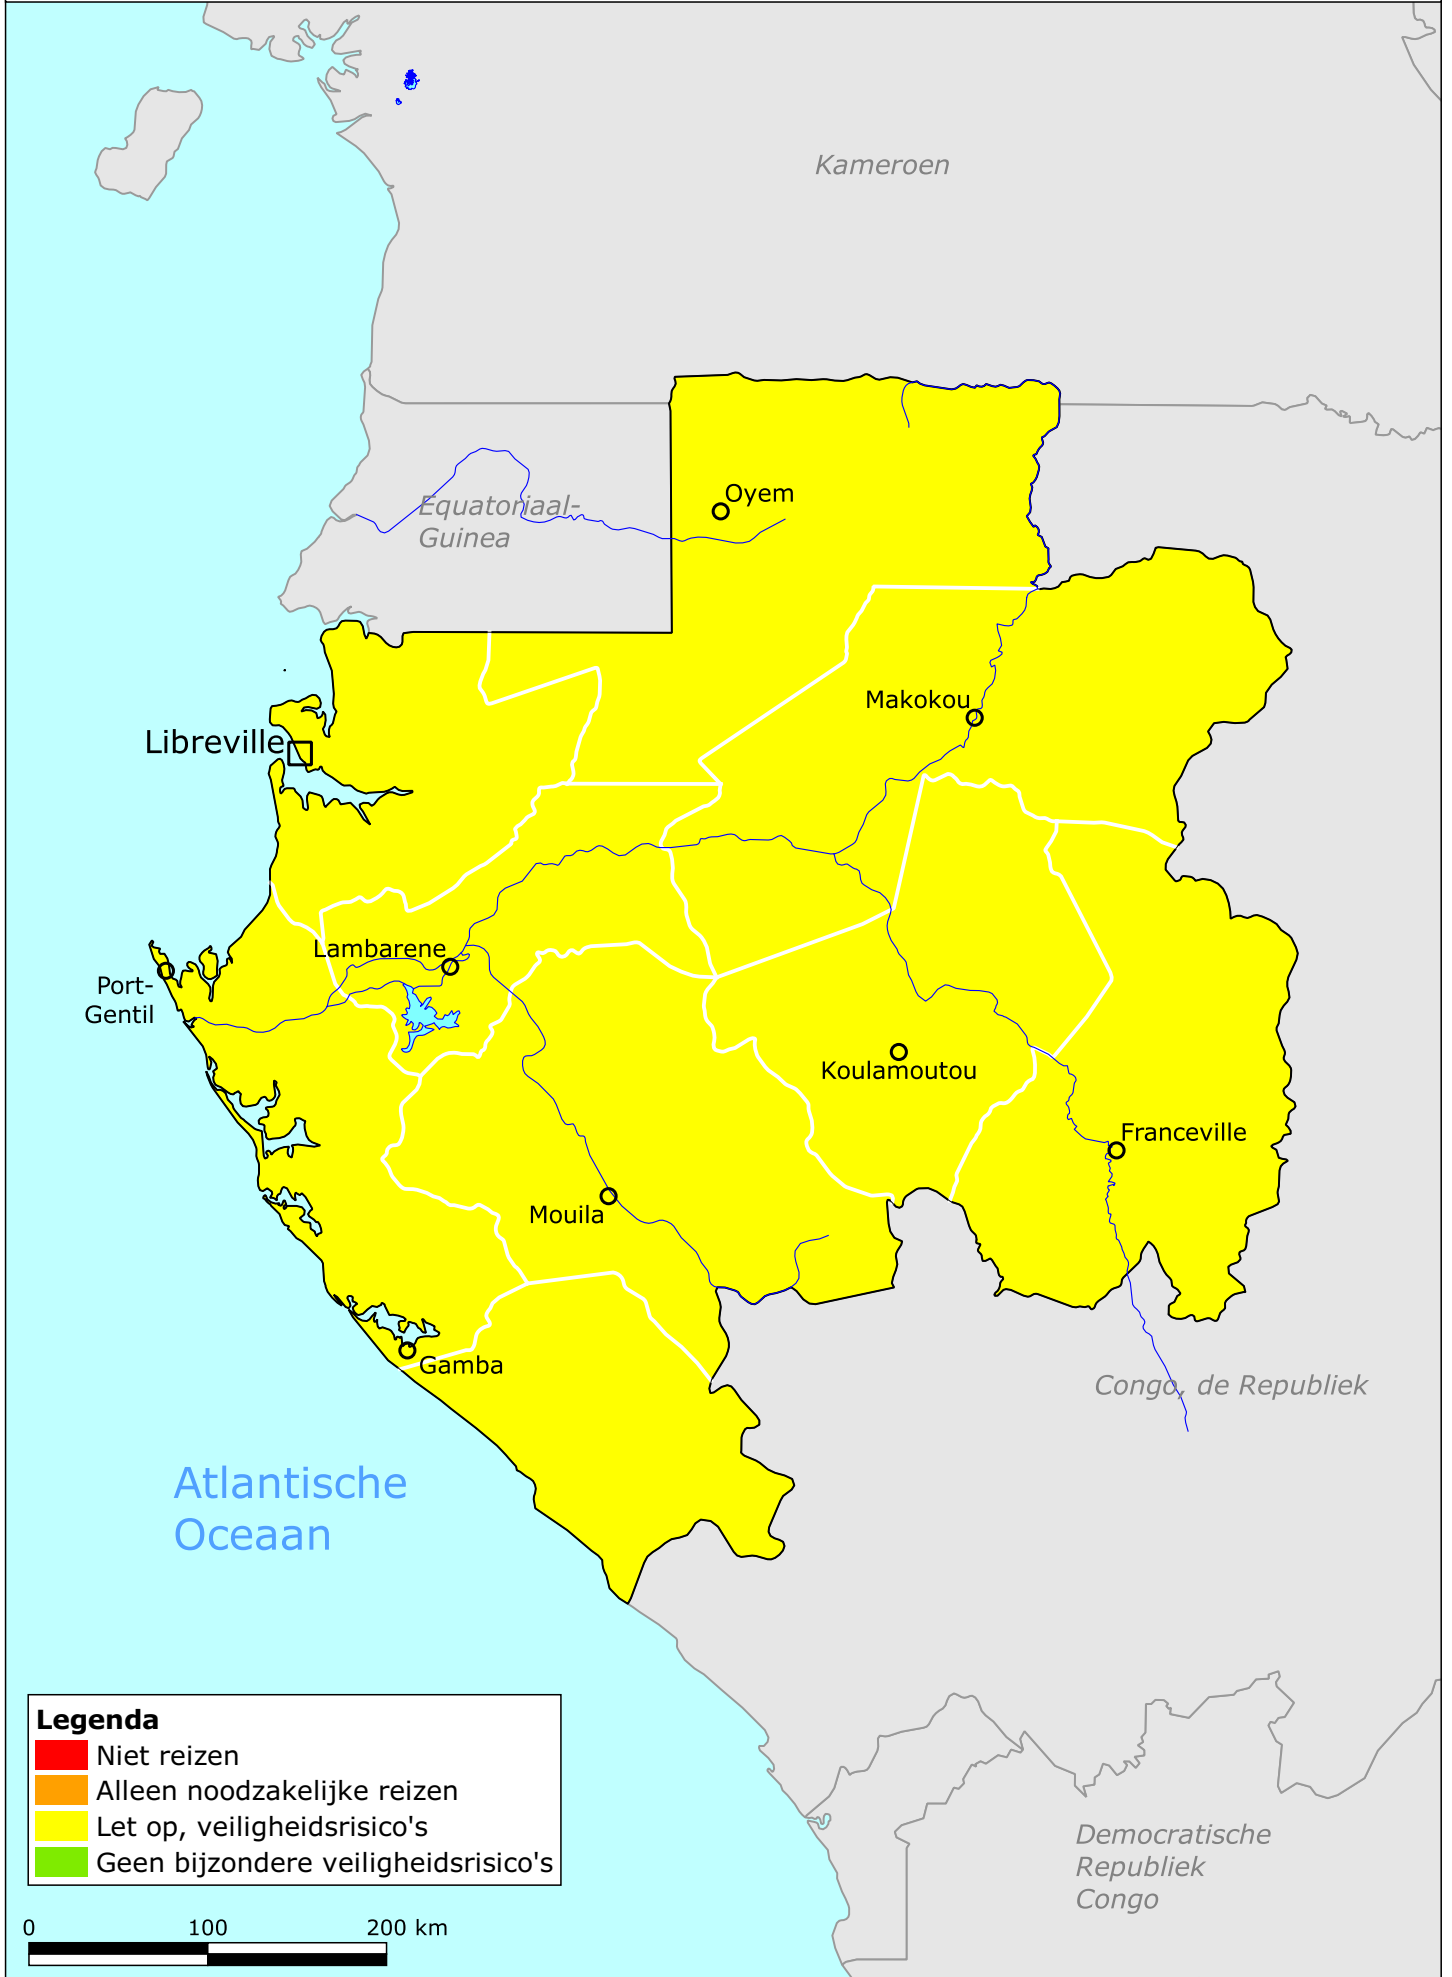 Kameroen
Equatoriaal-
Guinea
Oyem
Makokou
Libreville
Lambarene
Port-
Gentil
Koulamoutou
Franceville
Mouila
Gamba
Congo, de Republiek
Atlantische
Oceaan
Democratische
Republiek
Congo
Legenda
Niet reizen
Alleen noodzakelijke reizen
Let op, veiligheidsrisico's
Geen bijzondere veiligheidsrisico's
0 100 200 km